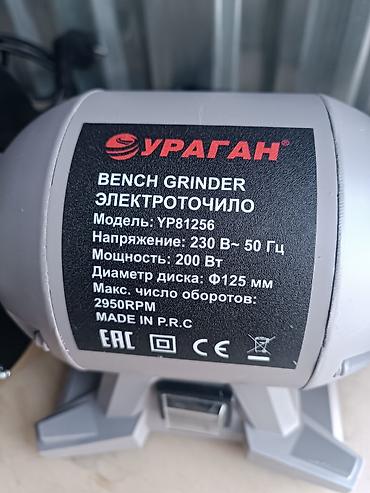 УРАГАН®
BENCH GRINDER
ЭЛЕКТРОТОЧИЛО
Модель: YP81256
Напряжение: 230 В~ 50 Гц
Мощность: 200 Вт
Диаметр диска: Ф125 мм
Макс. число оборотов:
2950RPM
MADE IN P.R.C
EAC CE